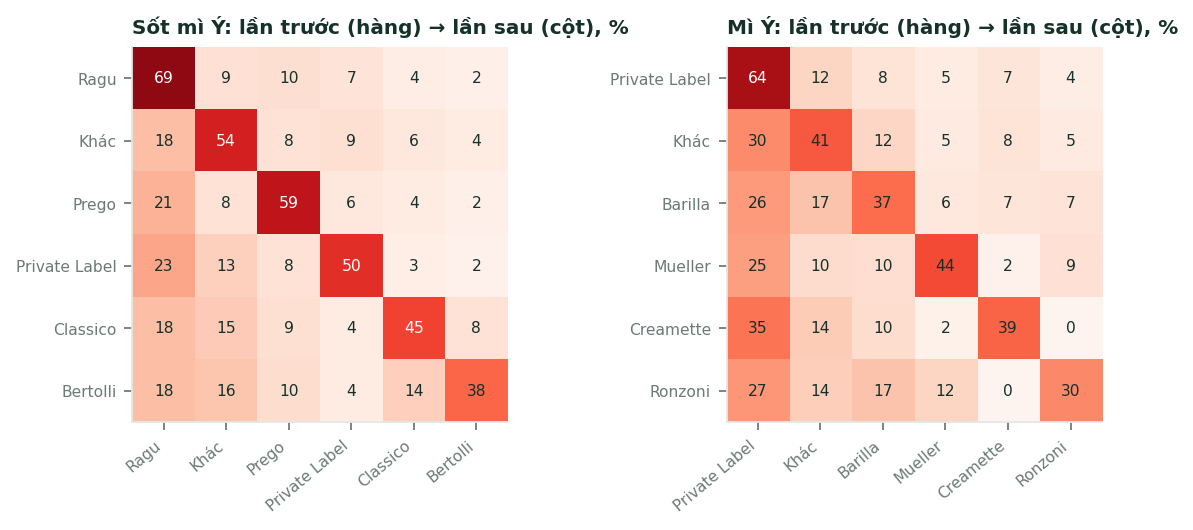 Sốt mì Ý: lần trước (hàng) → lần sau (cột), %
Ragu 69 9 10 7 4 2
Khác 18 54 8 9 6 4
Prego 21 8 59 6 4 2
Private Label 23 13 8 50 3 2
Classico 18 15 9 4 45 8
Bertolli 18 16 10 4 14 38
Ragu Khác Prego Private Label Classico Bertolli
Mì Ý: lần trước (hàng) → lần sau (cột), %
Private Label 64 12 8 5 7 4
Khác 30 41 12 5 8 5
Barilla 26 17 37 6 7 7
Mueller 25 10 10 44 2 9
Creamette 35 14 10 2 39 0
Ronzoni 27 14 17 12 0 30
Private Label Khác Barilla Mueller Creamette Ronzoni